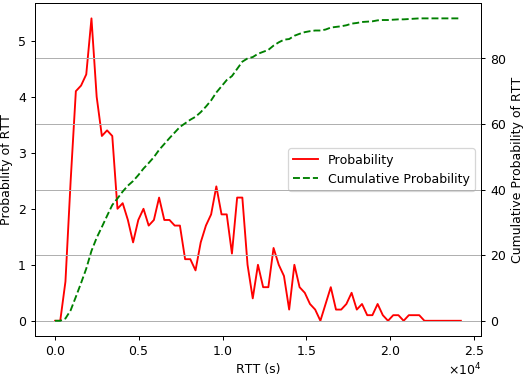 Probability of RTT
5
4
3
2
1
0
80
60
40
20
0
Cumulative Probability of RTT
Probability
Cumulative Probability
0.0 0.5 1.0 1.5 2.0 2.5
RTT (s)
×10⁴